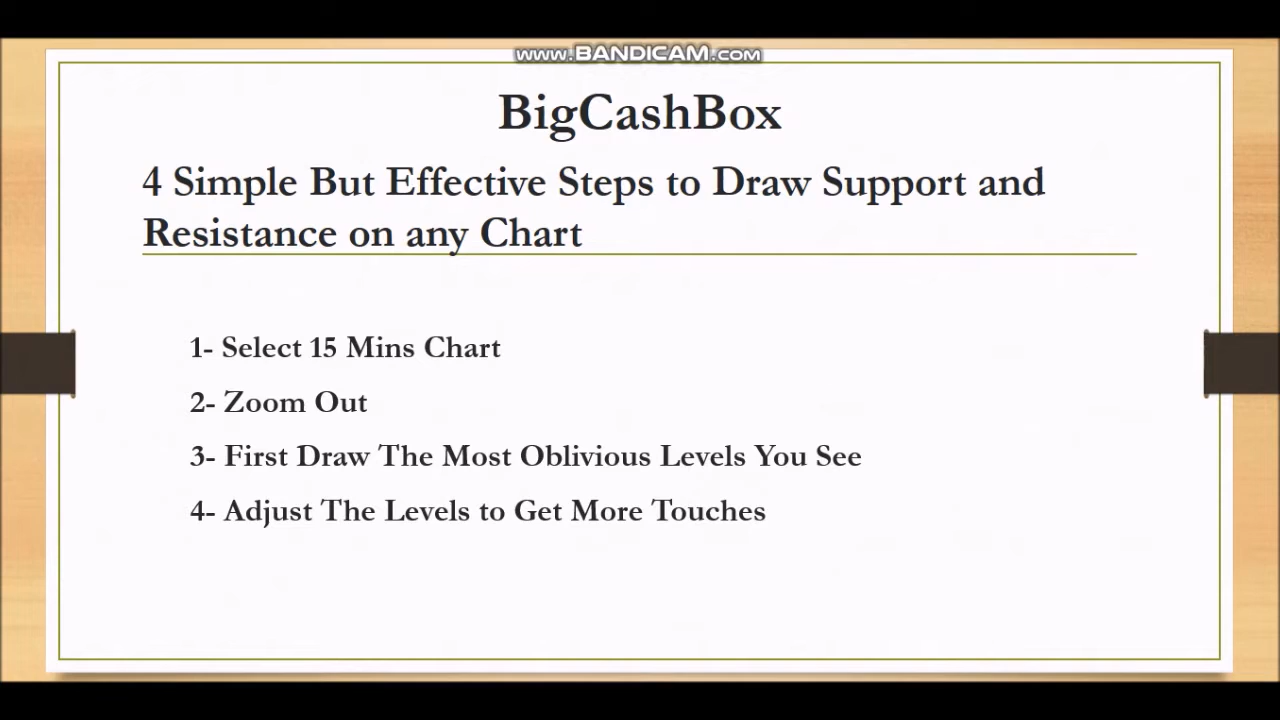 www.BANDICAM.com
BigCashBox
4 Simple But Effective Steps to Draw Support and
Resistance on any Chart
1- Select 15 Mins Chart
2- Zoom Out
3- First Draw The Most Oblivious Levels You See
4- Adjust The Levels to Get More Touches